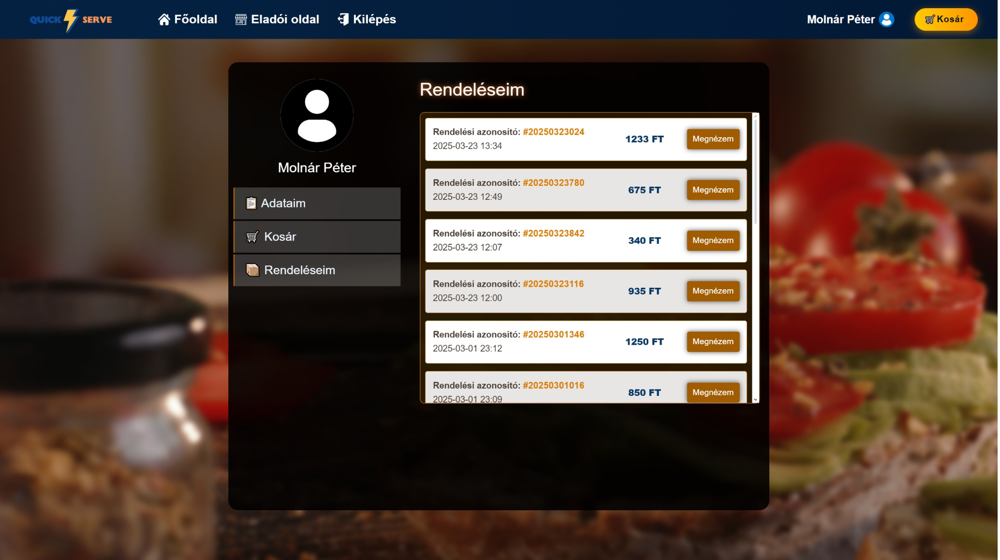 QUICK SERVE
Főoldal
Eladói oldal
Kilépés
Molnár Péter
Kosár
Molnár Péter
Adataim
Kosár
Rendeléseim
Rendeléseim
Rendelési azonosító: #20250323024
2025-03-23 13:34
1233 FT
Megnézem
Rendelési azonosító: #20250323780
2025-03-23 12:49
675 FT
Megnézem
Rendelési azonosító: #20250323842
2025-03-23 12:07
340 FT
Megnézem
Rendelési azonosító: #20250323116
2025-03-23 12:00
935 FT
Megnézem
Rendelési azonosító: #20250301346
2025-03-01 23:12
1250 FT
Megnézem
Rendelési azonosító: #20250301016
2025-03-01 23:09
850 FT
Megnézem